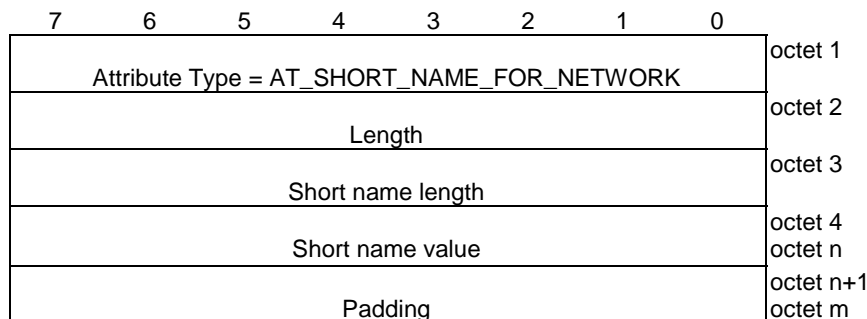 7 6 5 4 3 2 1 0
octet 1
Attribute Type = AT_SHORT_NAME_FOR_NETWORK
octet 2
Length
octet 3
Short name length
octet 4
Short name value octet n
octet n+1
Padding octet m